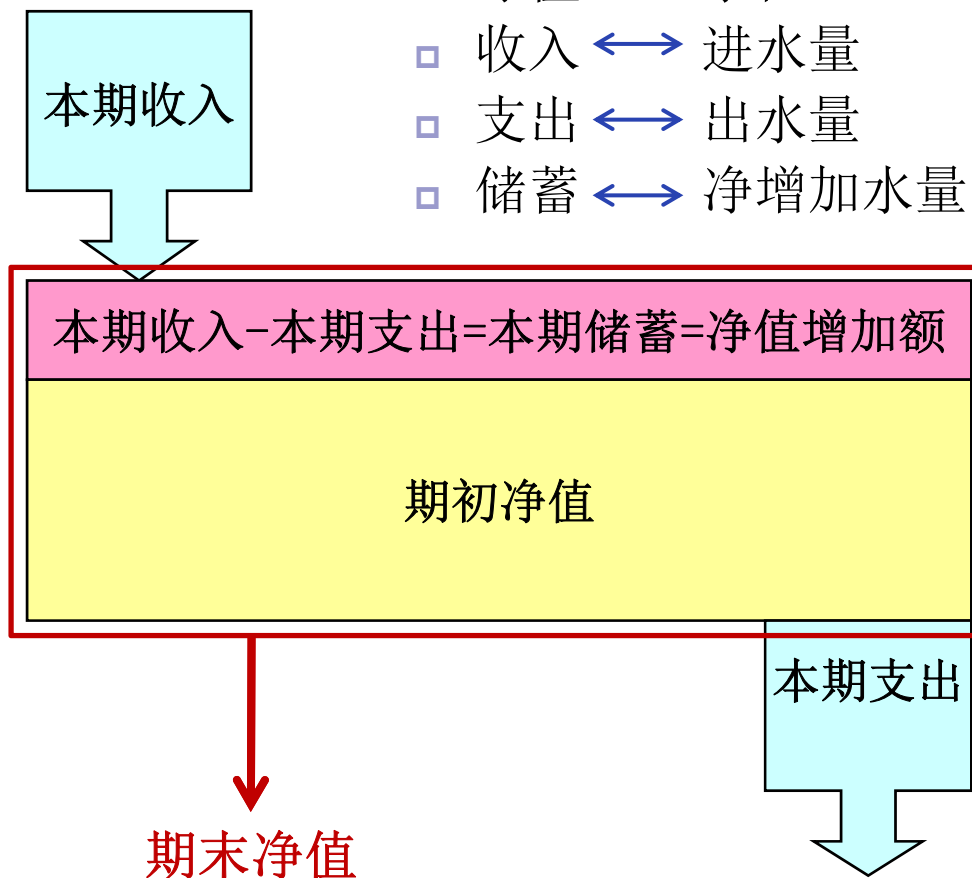 收入 ↔ 进水量
支出 ↔ 出水量
储蓄 ↔ 净增加水量
本期收入
本期收入-本期支出=本期储蓄=净值增加额
期初净值
本期支出
期末净值